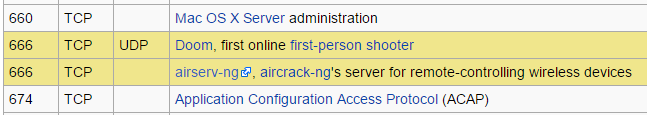 660 TCP Mac OS X Server administration
666 TCP UDP Doom, first online first-person shooter
666 TCP airserv-ng, aircrack-ng's server for remote-controlling wireless devices
674 TCP Application Configuration Access Protocol (ACAP)